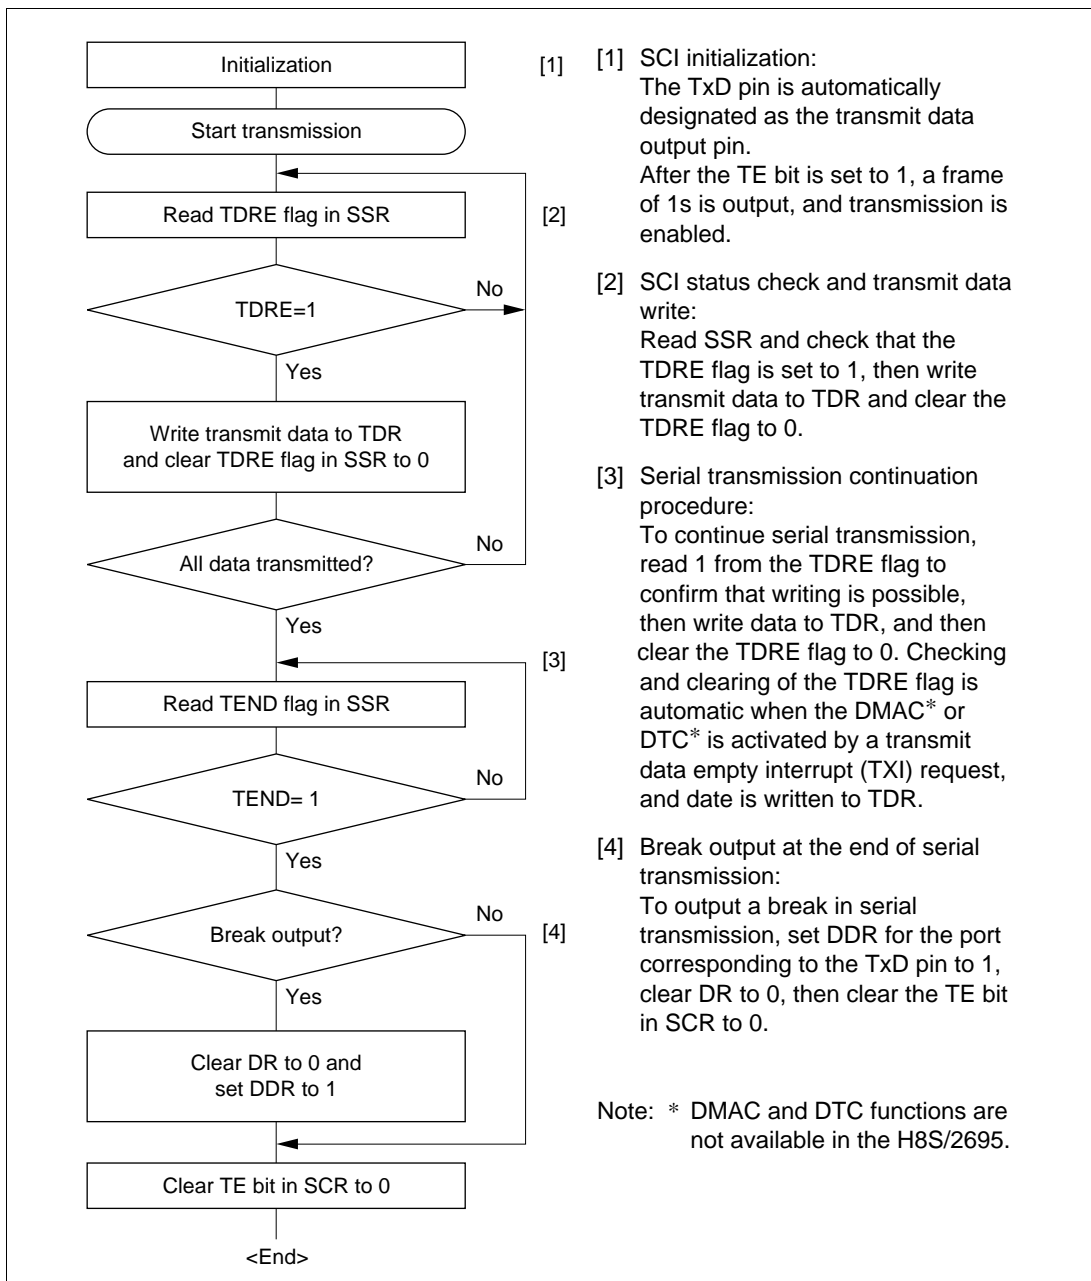 Initialization
[1]
Start transmission
Read TDRE flag in SSR
[2]
TDRE=1
No
Yes
Write transmit data to TDR
and clear TDRE flag in SSR to 0
All data transmitted?
No
Yes
[3]
Read TEND flag in SSR
TEND= 1
No
Yes
Break output?
No
[4]
Yes
Clear DR to 0 and
set DDR to 1
Clear TE bit in SCR to 0
<End>
[1] SCI initialization:
The TxD pin is automatically
designated as the transmit data
output pin.
After the TE bit is set to 1, a frame
of 1s is output, and transmission is
enabled.
[2] SCI status check and transmit data
write:
Read SSR and check that the
TDRE flag is set to 1, then write
transmit data to TDR and clear the
TDRE flag to 0.
[3] Serial transmission continuation
procedure:
To continue serial transmission,
read 1 from the TDRE flag to
confirm that writing is possible,
then write data to TDR, and then
clear the TDRE flag to 0. Checking
and clearing of the TDRE flag is
automatic when the DMAC* or
DTC* is activated by a transmit
data empty interrupt (TXI) request,
and date is written to TDR.
[4] Break output at the end of serial
transmission:
To output a break in serial
transmission, set DDR for the port
corresponding to the TxD pin to 1,
clear DR to 0, then clear the TE bit
in SCR to 0.
Note: * DMAC and DTC functions are
not available in the H8S/2695.